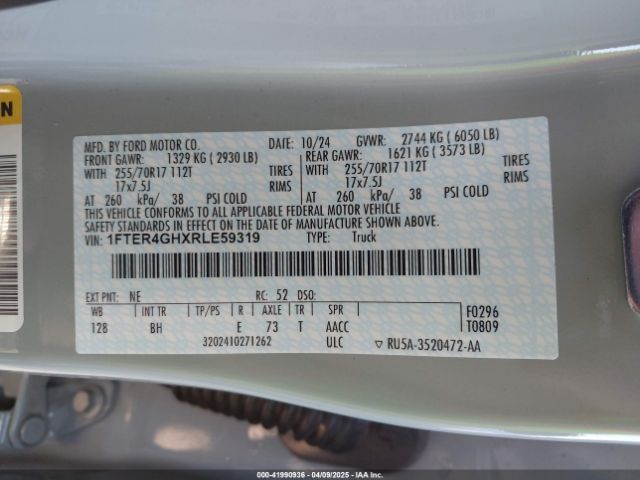 ON
MFD. BY FORD MOTOR CO. DATE: 10/24 GVWR: 2744 KG ( 6050 LB)
FRONT GAWR: 1329 KG ( 2930 LB) REAR GAWR: 1621 KG ( 3573 LB)
WITH 255/70R17 112T TIRES WITH 255/70R17 112T TIRES
17x7.5J RIMS 17x7.5J RIMS
AT 260 kPa/ 38 PSI COLD AT 260 kPa/ 38 PSI COLD
THIS VEHICLE CONFORMS TO ALL APPLICABLE FEDERAL MOTOR VEHICLE
SAFETY STANDARDS IN EFFECT ON THE DATE OF MANUFACTURE SHOWN ABOVE.
VIN: 1FTER4GHXRLE59319 TYPE: Truck
EXT PNT: NE RC: 52 DSO:
WB INT TR TP/PS R AXLE TR SPR F0296
128 BH E 73 T AACC T0809
3202410271262 ULC ▽ RU5A-3520472-AA
000-41990936 - 04/09/2025 - IAA Inc.